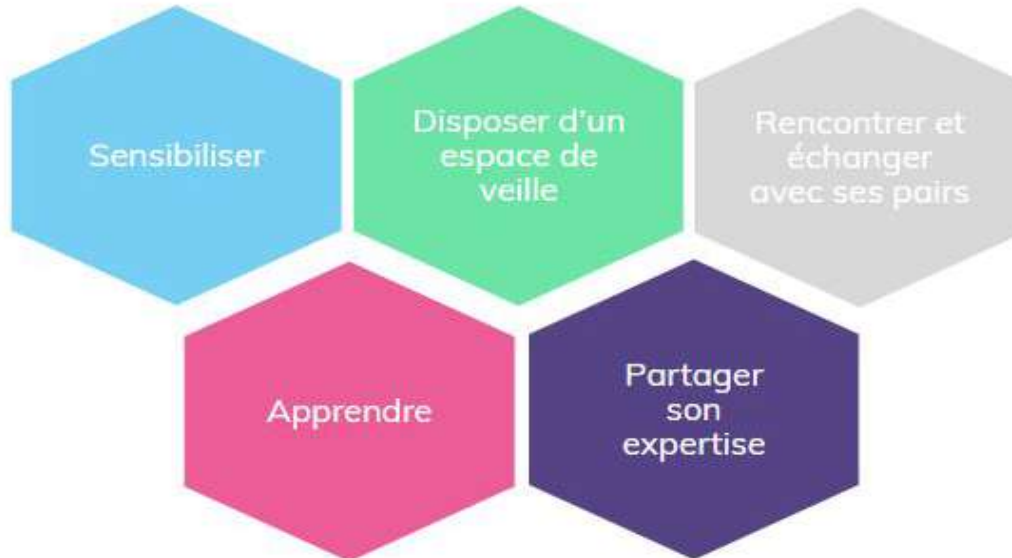 Sensibiliser
Disposer d’un
espace de
veille
Rencontrer et
échanger
avec ses pairs
Apprendre
Partager
son
expertise